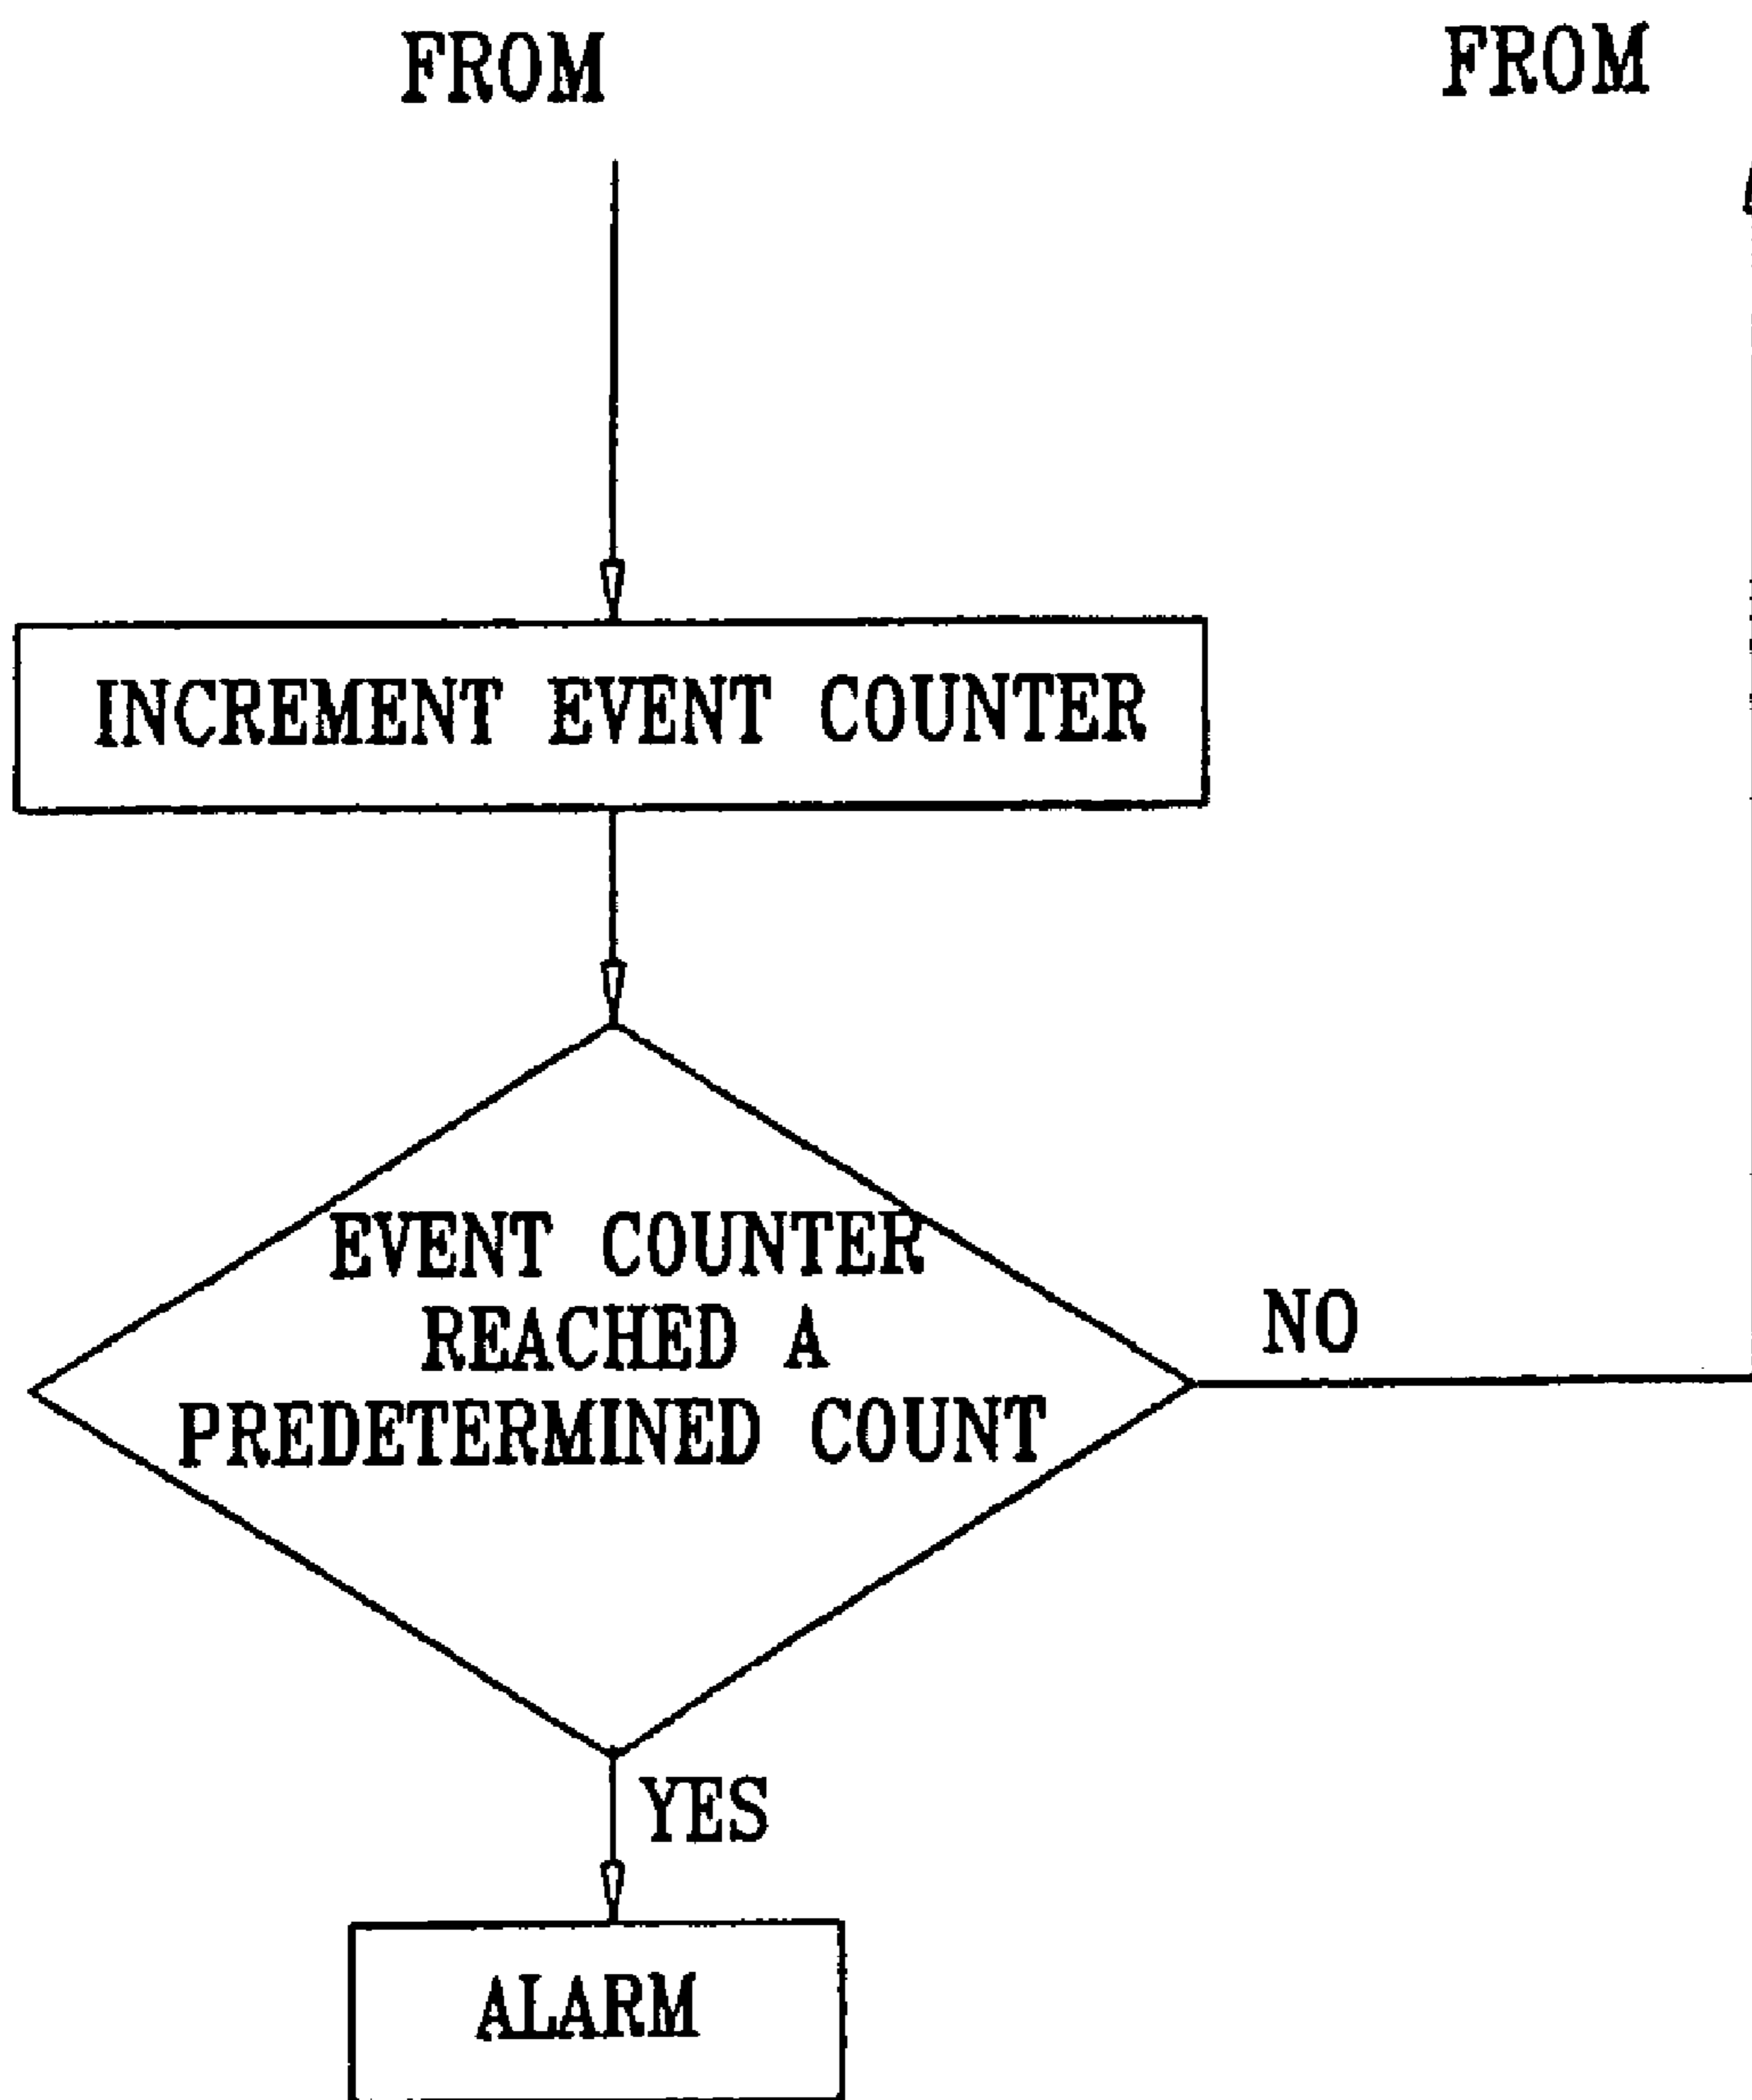 FROM
FROM
INCREMENT EVENT COUNTER
EVENT COUNTER
REACHED A
PREDETERMINED COUNT
NO
YES
ALARM